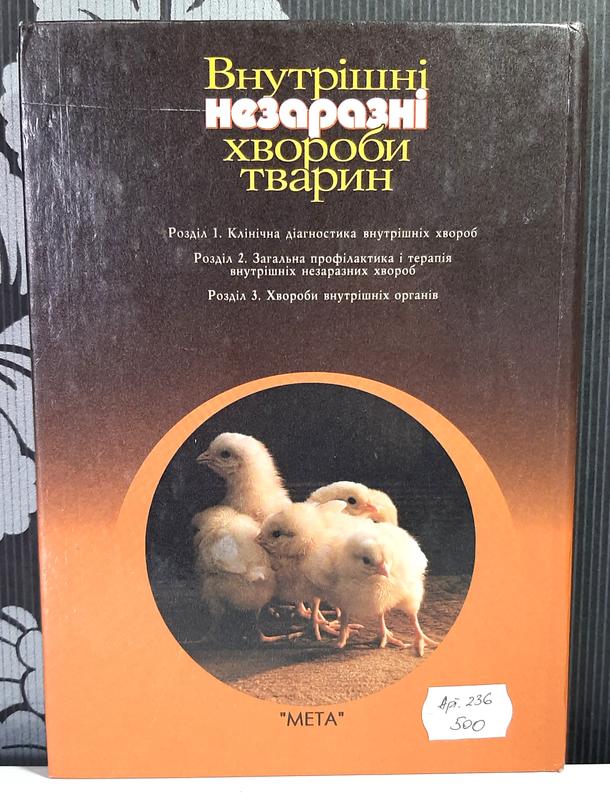 Внутрішні
незаразні
хвороби
тварин
Розділ 1. Клінічна діагностика внутрішніх хвороб
Розділ 2. Загальна профілактика і терапія
внутрішніх незаразних хвороб
Розділ 3. Хвороби внутрішніх органів
"МЕТА"
Арт. 236
500